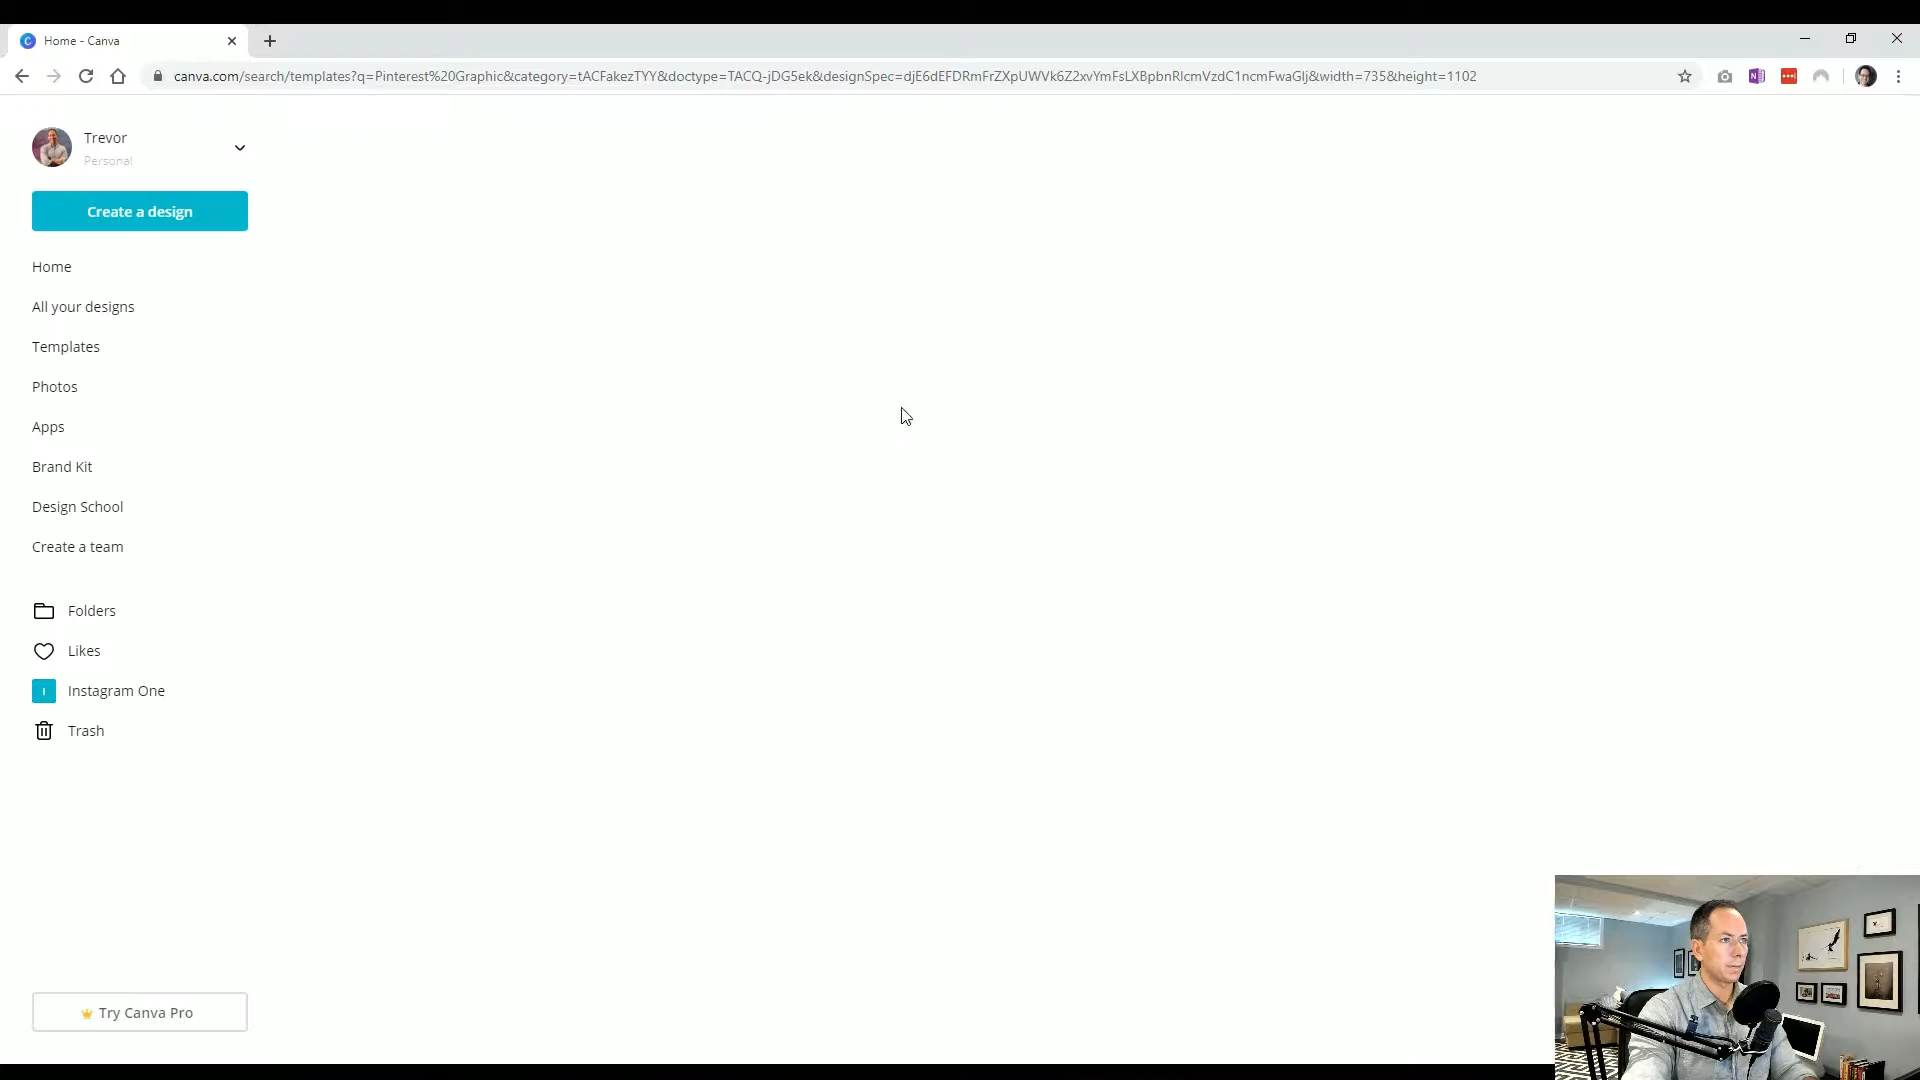 Home - Canva
canva.com/search/templates?q=Pinterest%20Graphic&category=tACFakezTYY&doctype=TACQ-jDG5ek&designSpec=djE6dEFDRmFrZXpUWVk6Z2xvYmFsLXBpbnRlcmVzdC1ncmFwaGlj&width=735&height=1102
Trevor
Personal
Create a design
Home
All your designs
Templates
Photos
Apps
Brand Kit
Design School
Create a team
Folders
Likes
I Instagram One
Trash
Try Canva Pro